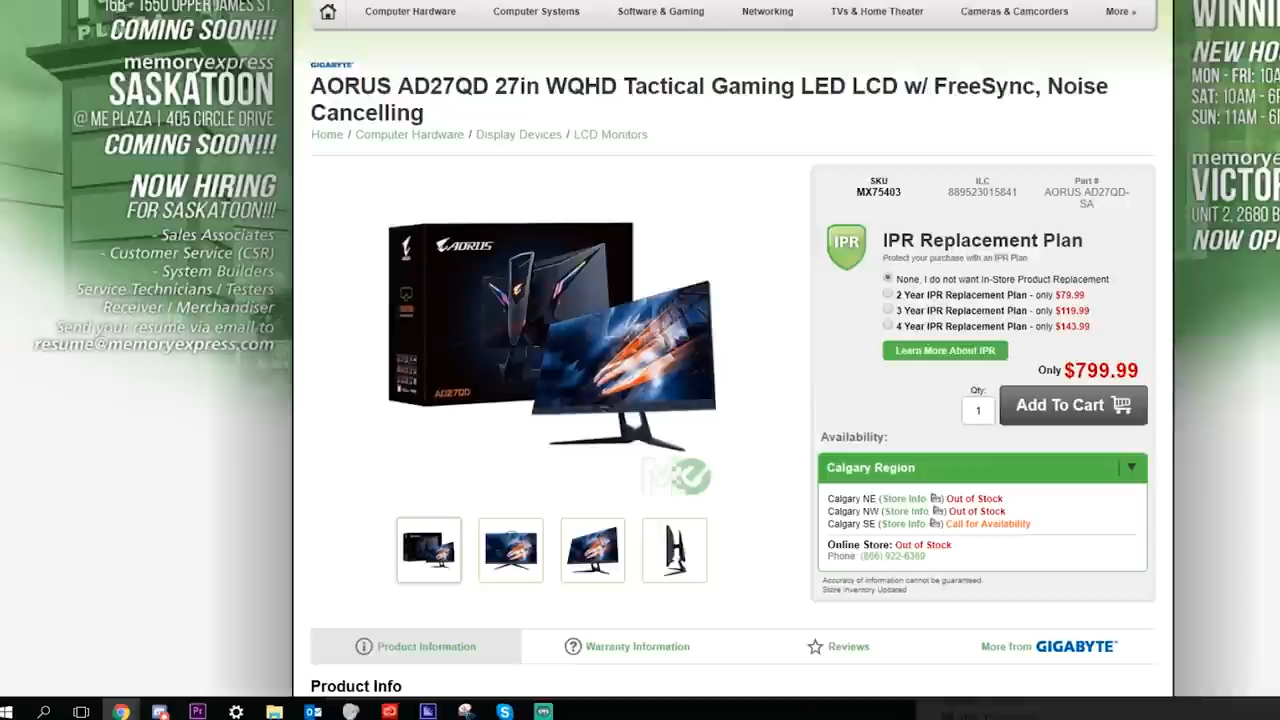 16B - 1550 UPPER JAMES ST.
COMING SOON!!!
memoryexpress
SASKATOON
@ ME PLAZA | 405 CIRCLE DRIVE
COMING SOON!!!
NOW HIRING
FOR SASKATOON!!!
- Sales Associates
- Customer Service (CSR)
- System Builders
- Service Technicians / Testers
Receiver / Merchandiser
Send your resume via email to
resume@memoryexpress.com
Computer Hardware Computer Systems Software & Gaming Networking TVs & Home Theater Cameras & Camcorders More »
GIGABYTE
AORUS AD27QD 27in WQHD Tactical Gaming LED LCD w/ FreeSync, Noise
Cancelling
Home / Computer Hardware / Display Devices / LCD Monitors
AORUS
AD27QD
SKU ILC Part #
MX75403 889523015841 AORUS AD27QD-
SA
IPR
IPR Replacement Plan
Protect your purchase with an IPR Plan
None, I do not want In-Store Product Replacement
2 Year IPR Replacement Plan - only $79.99
3 Year IPR Replacement Plan - only $119.99
4 Year IPR Replacement Plan - only $143.99
Learn More About IPR
Only $799.99
Qty:
1
Add To Cart
Availability:
Calgary Region
Calgary NE (Store Info ) Out of Stock
Calgary NW (Store Info ) Out of Stock
Calgary SE (Store Info ) Call for Availability
Online Store: Out of Stock
Phone: (866) 922-6369
Accuracy of information cannot be guaranteed.
Store Inventory Updated
Product Information Warranty Information Reviews More from GIGABYTE
Product Info
NEW
MON - FRI: 10A
SAT: 10AM - 6P
SUN: 11AM - 6
UNIT 2, 2680 B
NOW